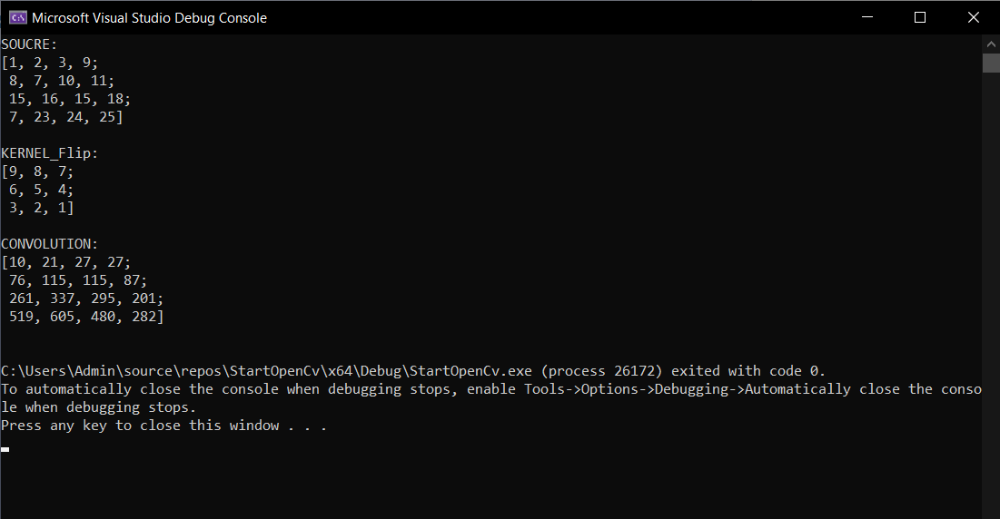 Microsoft Visual Studio Debug Console
SOUCRE:
[1, 2, 3, 9;
 8, 7, 10, 11;
 15, 16, 15, 18;
 7, 23, 24, 25]
KERNEL_Flip:
[9, 8, 7;
 6, 5, 4;
 3, 2, 1]
CONVOLUTION:
[10, 21, 27, 27;
 76, 115, 115, 87;
 261, 337, 295, 201;
 519, 605, 480, 282]
C:\Users\Admin\source\repos\StartOpenCv\x64\Debug\StartOpenCv.exe (process 26172) exited with code 0.
To automatically close the console when debugging stops, enable Tools->Options->Debugging->Automatically close the conso
le when debugging stops.
Press any key to close this window . . .